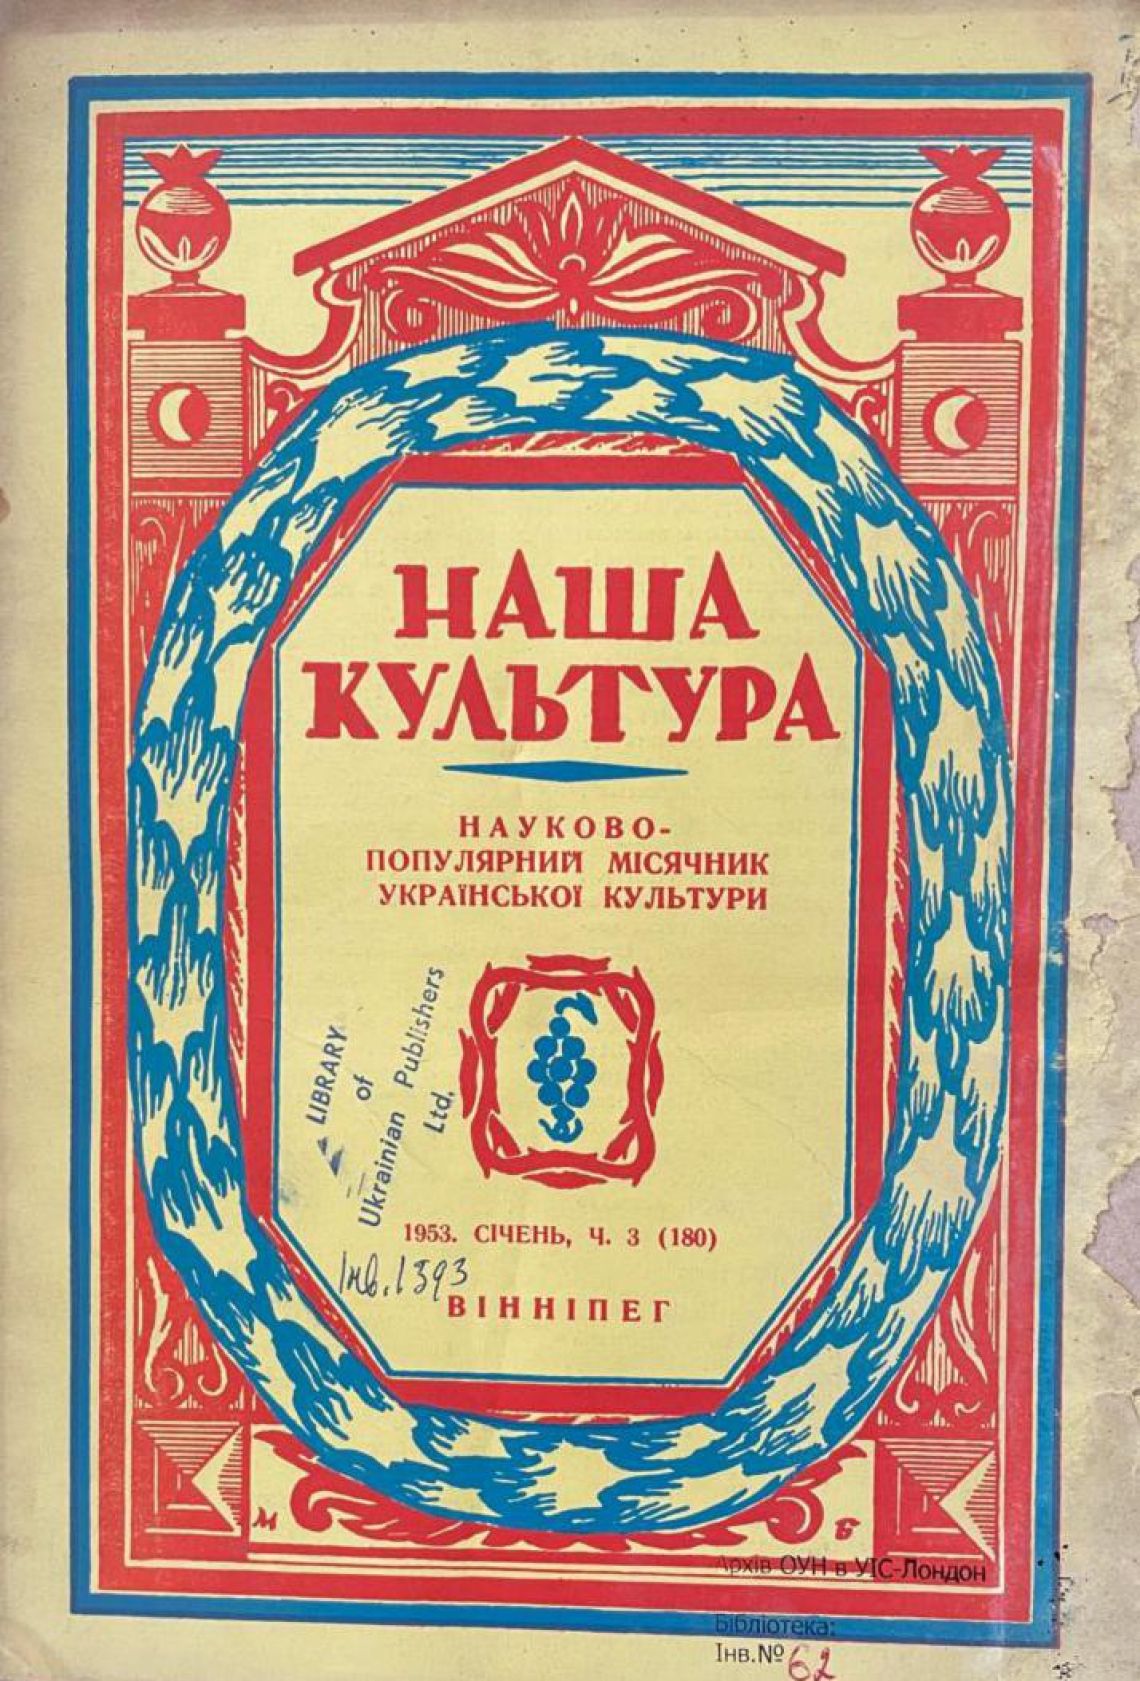 НАША
КУЛЬТУРА
НАУКОВО-
ПОПУЛЯРНИЙ МІСЯЧНИК
УКРАЇНСЬКОЇ КУЛЬТУРИ
LIBRARY
of
Ukrainian Publishers
Ltd.
1953. СІЧЕНЬ, Ч. 3 (180)
Інв. 1393
ВІННІПЕГ
М Б
Архів ОУН в УІС-Лондон
Бібліотека:
Інв.№ 62